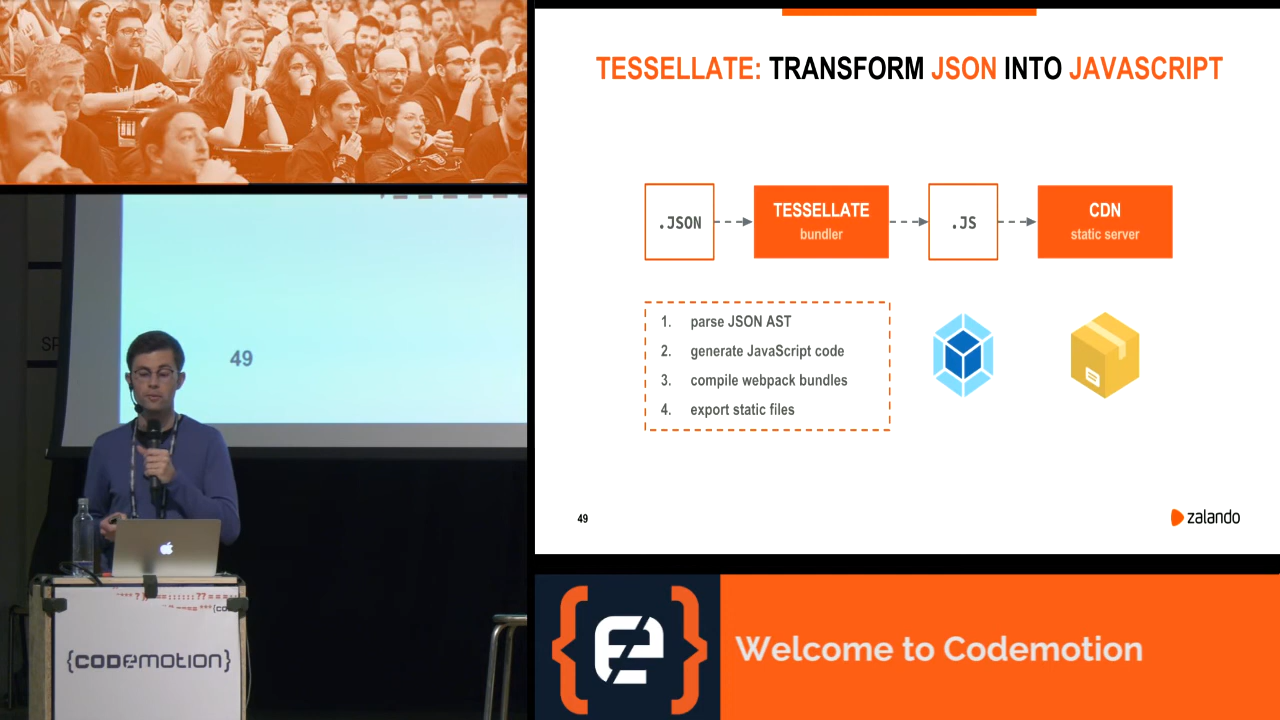 TESSELLATE: TRANSFORM JSON INTO JAVASCRIPT
.JSON
TESSELLATE
bundler
.JS
CDN
static server
1. parse JSON AST
2. generate JavaScript code
3. compile webpack bundles
4. export static files
49
zalando
SP
49
{CODEMOTION}
Welcome to Codemotion